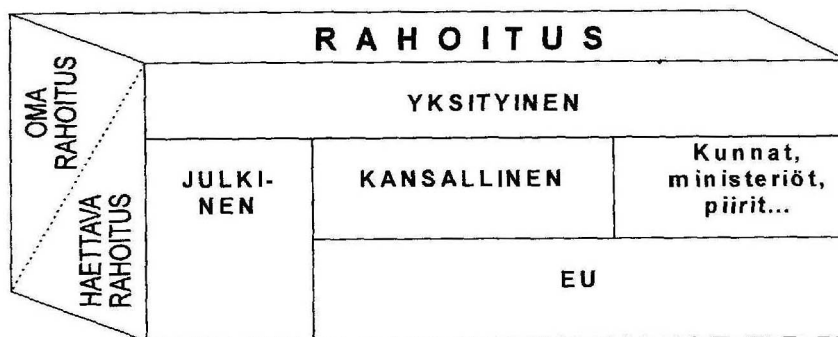 RAHOITUS
OMA
RAHOITUS
HAETTAVA
RAHOITUS
YKSITYINEN
JULKI-
NEN
KANSALLINEN
Kunnat,
ministeriöt,
piirit...
EU